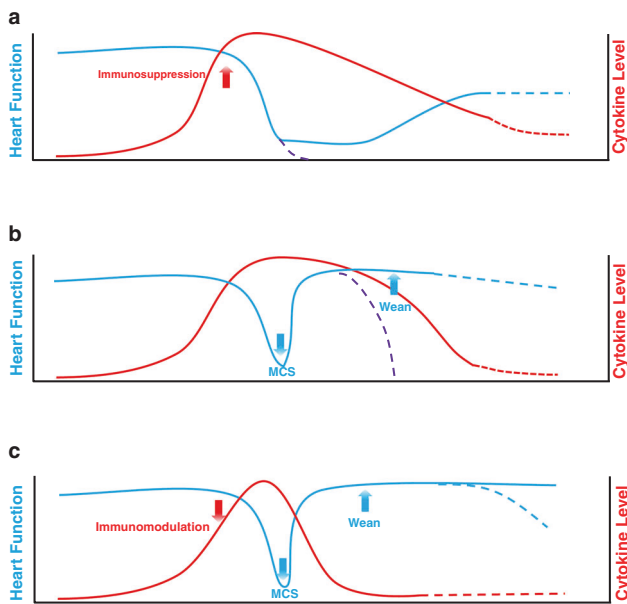 a
Heart Function
Immunosuppression
Cytokine Level
b
Heart Function
Wean
MCS
Cytokine Level
c
Heart Function
Immunomodulation
Wean
MCS
Cytokine Level